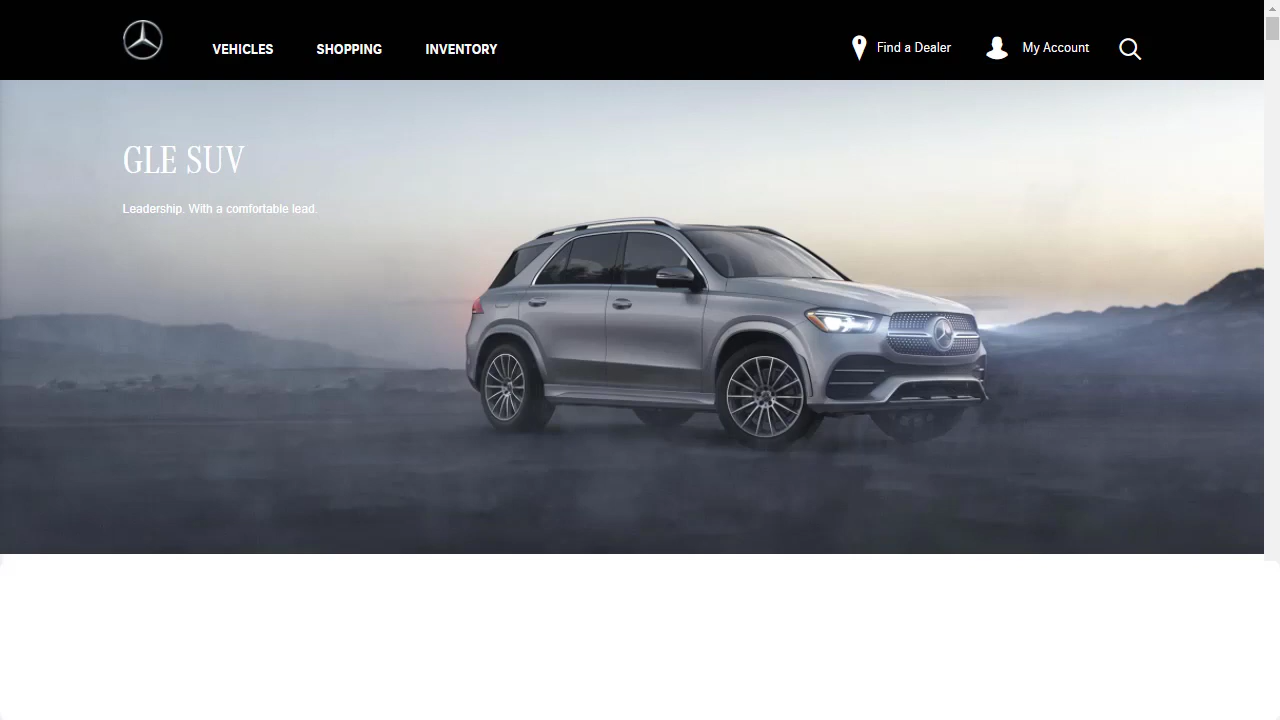 VEHICLES SHOPPING INVENTORY Find a Dealer My Account
GLE SUV
Leadership. With a comfortable lead.